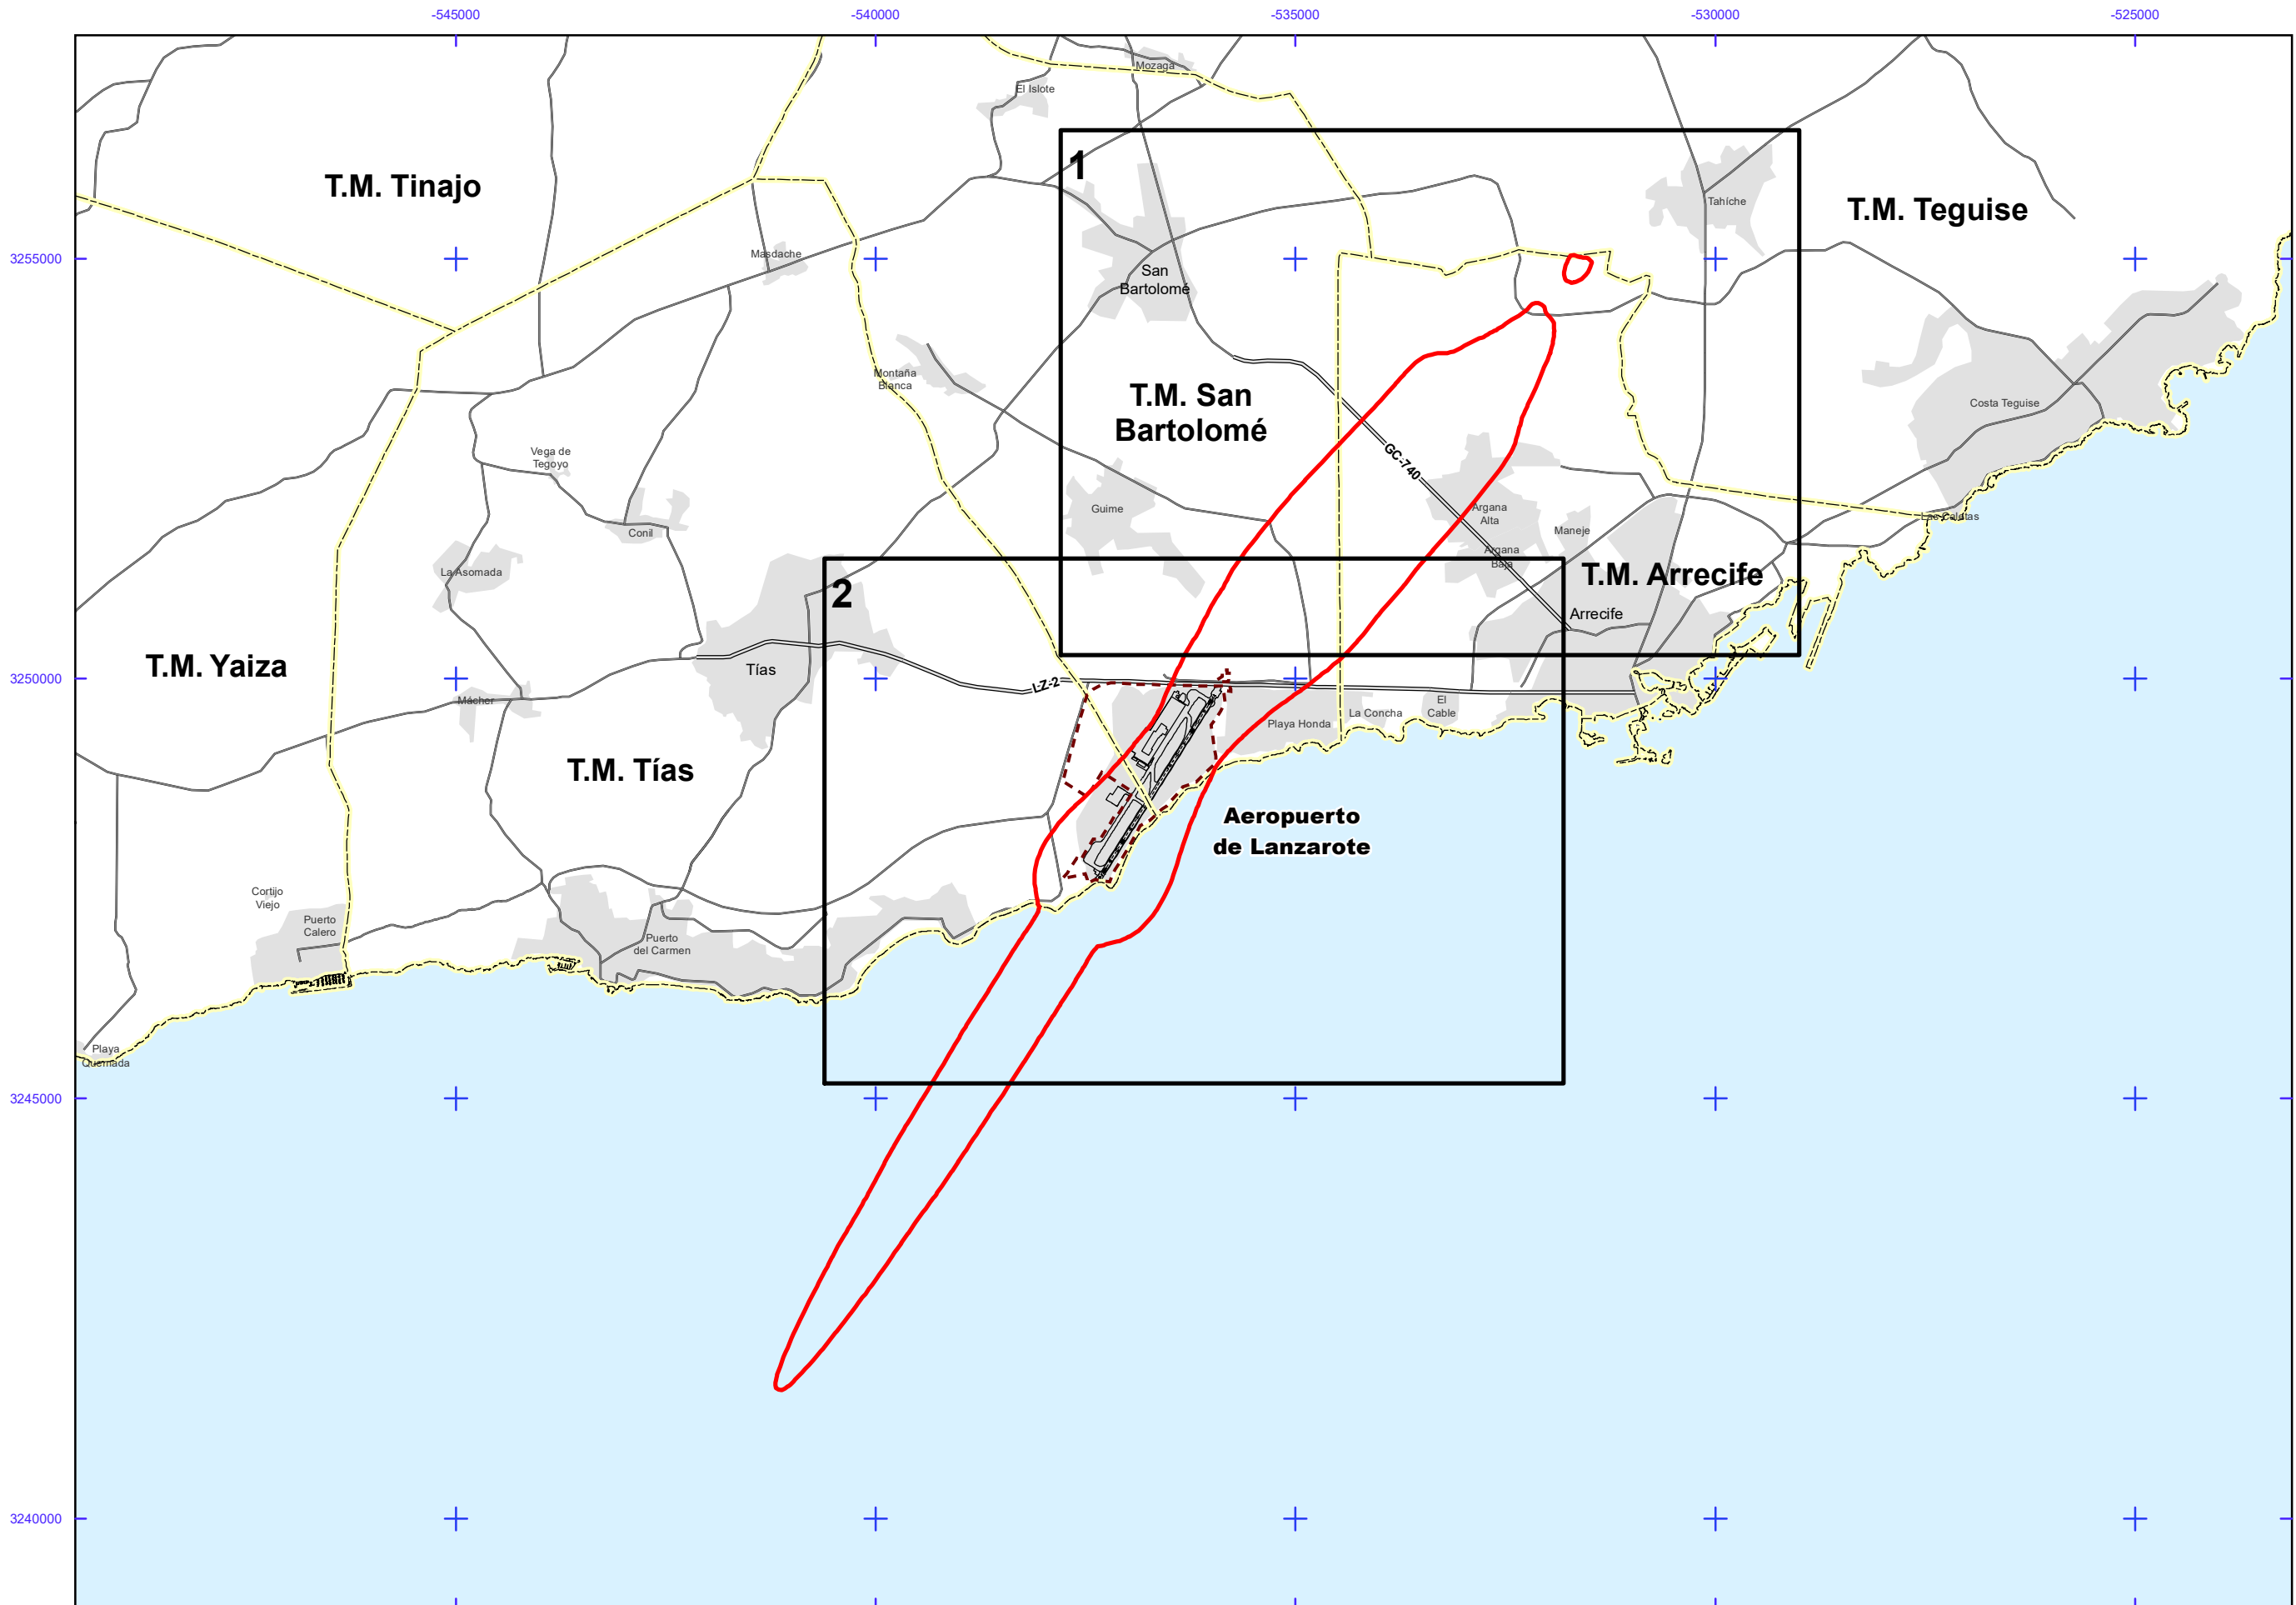 -545000
-540000
-535000
-530000
-525000
Mozaga
El Islote
1
T.M. Tinajo
Tahíche
T.M. Teguise
3255000
Masdache
San
Bartolomé
Montaña
Blanca
T.M. San
Bartolomé
Costa Teguise
GC-740
Vega de
Tegoyo
Guime
Argana
Alta
Maneje
Las Caletas
Conil
Argana
Baja
La Asomada
T.M. Arrecife
2
Arrecife
T.M. Yaiza
Tías
3250000
LZ-2
Mácher
El
Cable
La Concha
Playa Honda
T.M. Tías
Aeropuerto
de Lanzarote
Cortijo
Viejo
Puerto
Calero
Puerto
del Carmen
Playa
Quemada
3245000
3240000